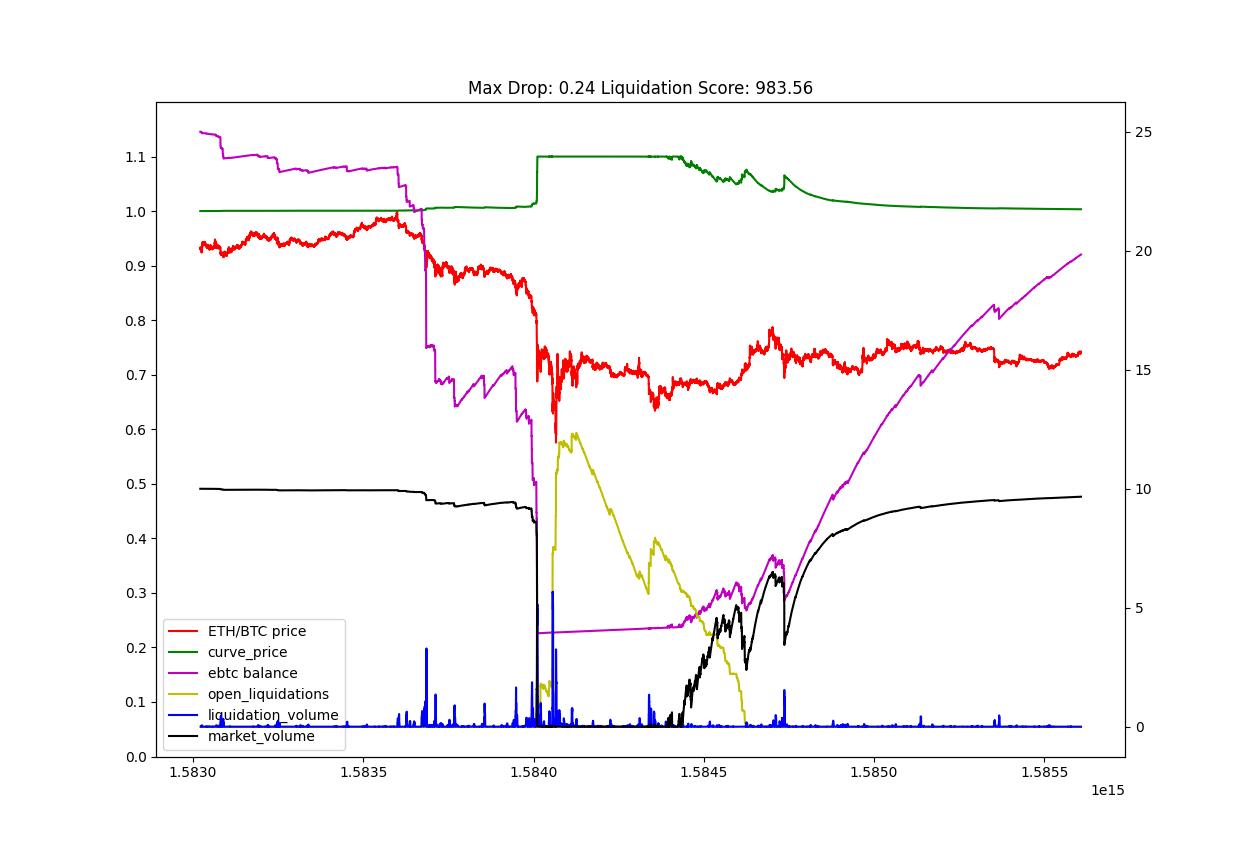 Max Drop: 0.24 Liquidation Score: 983.56
1.1
1.0
0.9
0.8
0.7
0.6
0.5
0.4
0.3
0.2
0.1
0.0
25
20
15
10
5
0
ETH/BTC price
curve_price
ebtc balance
open_liquidations
liquidation_volume
market_volume
1.5830 1.5835 1.5840 1.5845 1.5850 1.5855
1e15